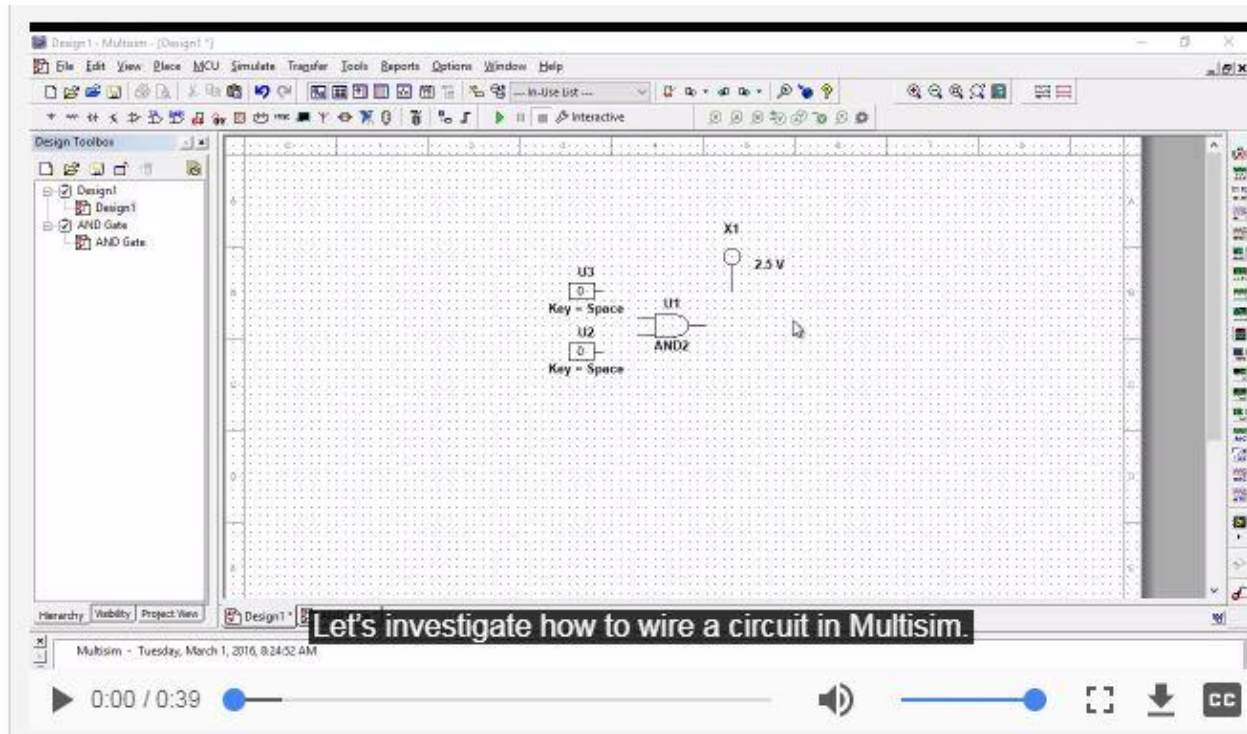 Design1 - Multisim - [Design1 *]
File Edit View Place MCU Simulate Transfer Tools Reports Options Window Help
--- In-Use List ---
Interactive
Design Toolbox
Design1
Design1
AND Gate
AND Gate
X1
2.5 V
U3
0
Key = Space
U1
AND2
U2
0
Key = Space
Hierarchy Visibility Project View
Design1 *
Let's investigate how to wire a circuit in Multisim.
Multisim - Tuesday, March 1, 2016, 8:24:52 AM
0:00 / 0:39
CC